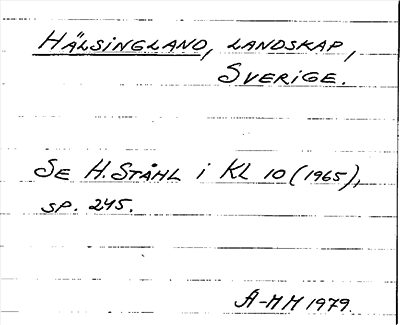 HÄLSINGLAND, LANDSKAP,
SVERIGE.
SE H. STÅHL i KL 10 (1965),
SP. 245.
Å-MM 1979.